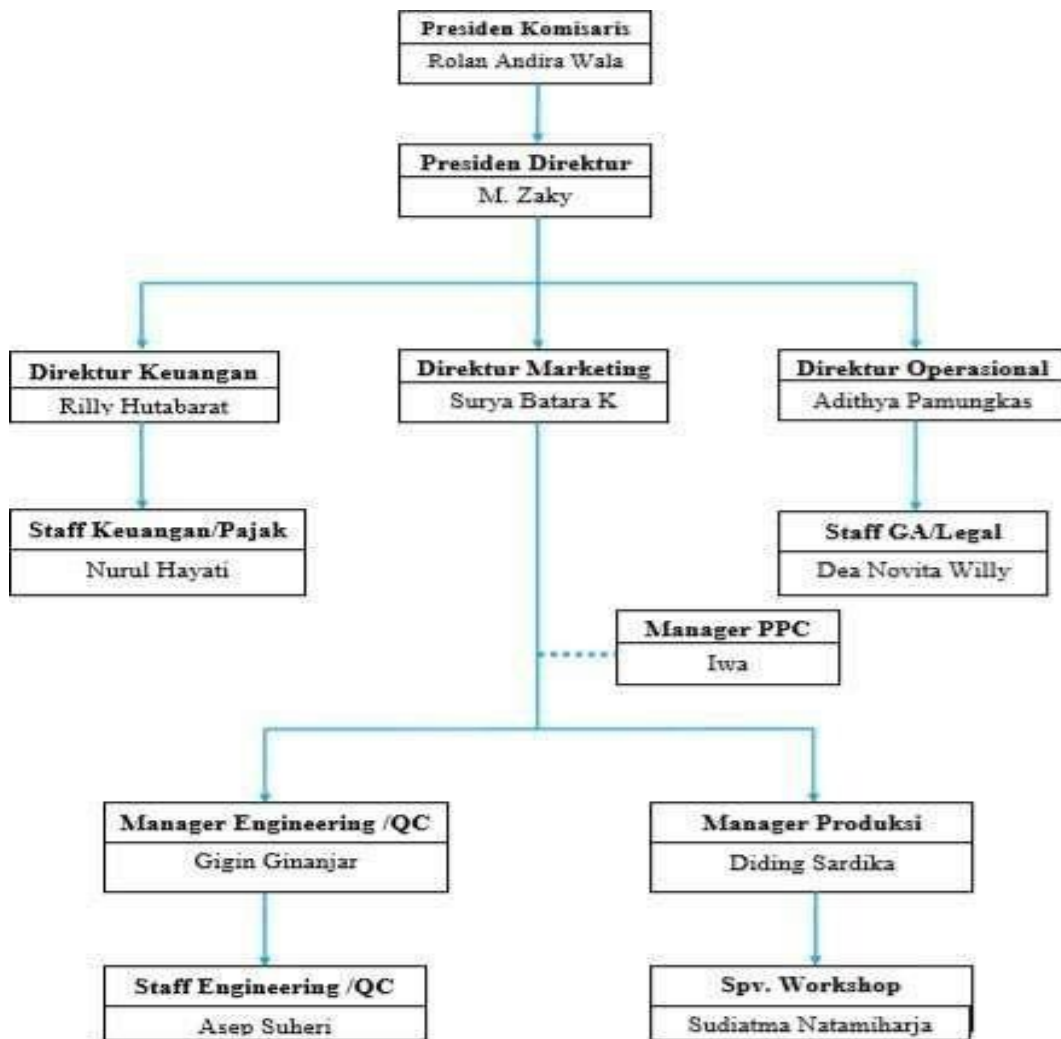 Presiden Komisaris
Rolan Andira Wala
Presiden Direktur
M. Zaky
Direktur Keuangan
Rilly Hutabarat
Direktur Marketing
Surya Batara K
Direktur Operasional
Adithya Pamungkas
Staff Keuangan/Pajak
Nurul Hayati
Staff GA/Legal
Dea Novita Willy
Manager PPC
Iwa
Manager Engineering /QC
Gigin Ginanjar
Manager Produksi
Diding Sardika
Staff Engineering /QC
Asep Suheri
Spv. Workshop
Sudiatma Natamiharja